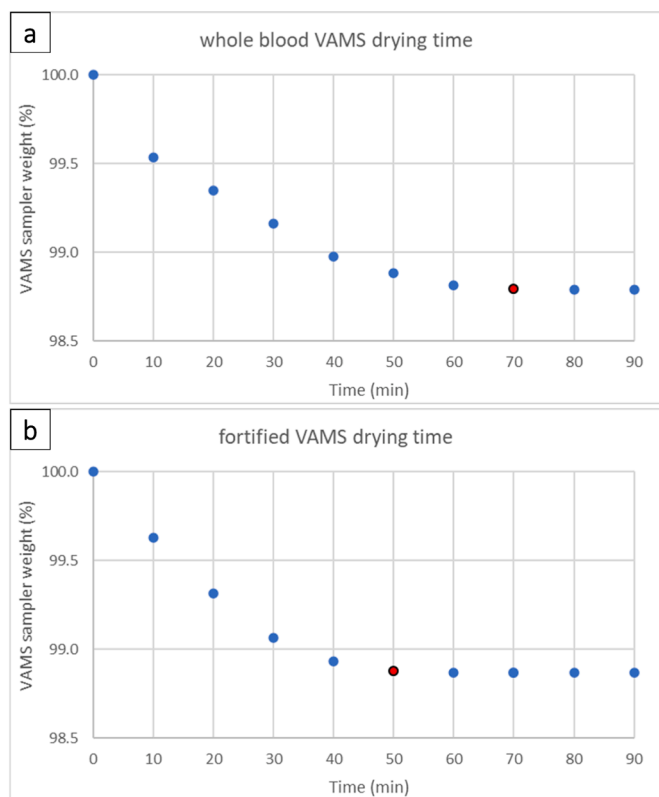 a
whole blood VAMS drying time
VAMS sampler weight (%)
100.0
99.5
99.0
98.5
0 10 20 30 40 50 60 70 80 90
Time (min)
b
fortified VAMS drying time
VAMS sampler weight (%)
100.0
99.5
99.0
98.5
0 10 20 30 40 50 60 70 80 90
Time (min)